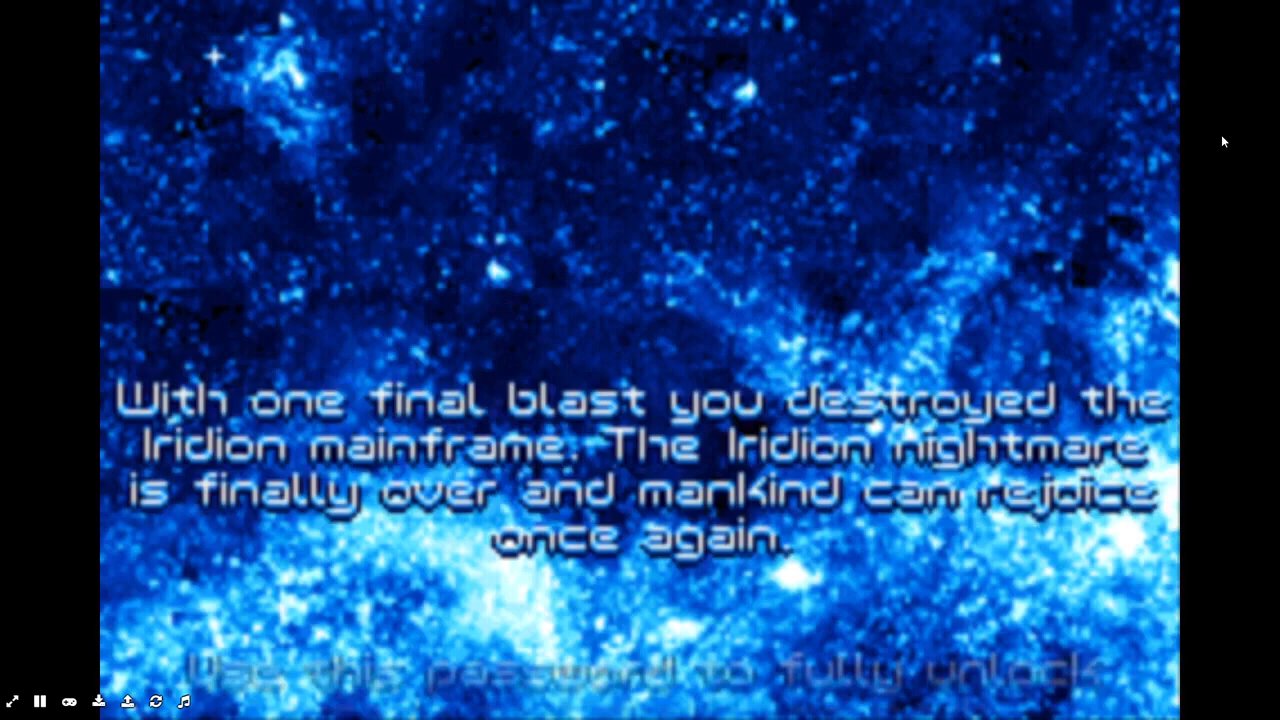 With one final blast you destroyed the
Iridion mainframe. The Iridion nightmare
is finally over and mankind can rejoice
once again.
Use this password to fully unlock